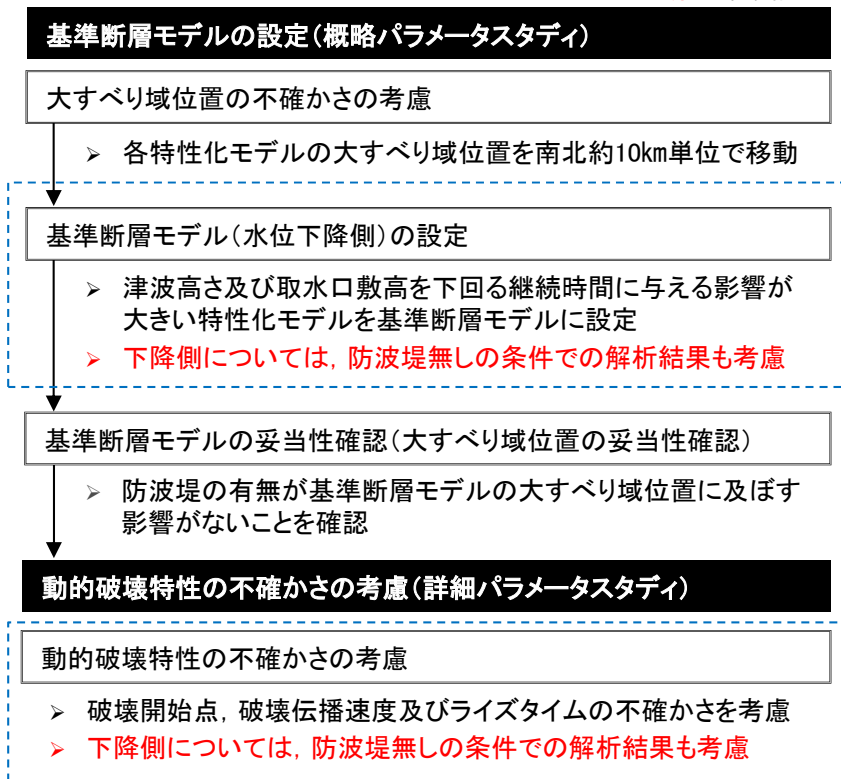 基準断層モデルの設定（概略パラメータスタディ）
大すべり域位置の不確かさの考慮
➢ 各特性化モデルの大すべり域位置を南北約10km単位で移動
基準断層モデル（水位下降側）の設定
➢ 津波高さ及び取水口敷高を下回る継続時間に与える影響が
大きい特性化モデルを基準断層モデルに設定
➢ 下降側については，防波堤無しの条件での解析結果も考慮
基準断層モデルの妥当性確認（大すべり域位置の妥当性確認）
➢ 防波堤の有無が基準断層モデルの大すべり域位置に及ぼす
影響がないことを確認
動的破壊特性の不確かさの考慮（詳細パラメータスタディ）
動的破壊特性の不確かさの考慮
➢ 破壊開始点，破壊伝播速度及びライズタイムの不確かさを考慮
➢ 下降側については，防波堤無しの条件での解析結果も考慮